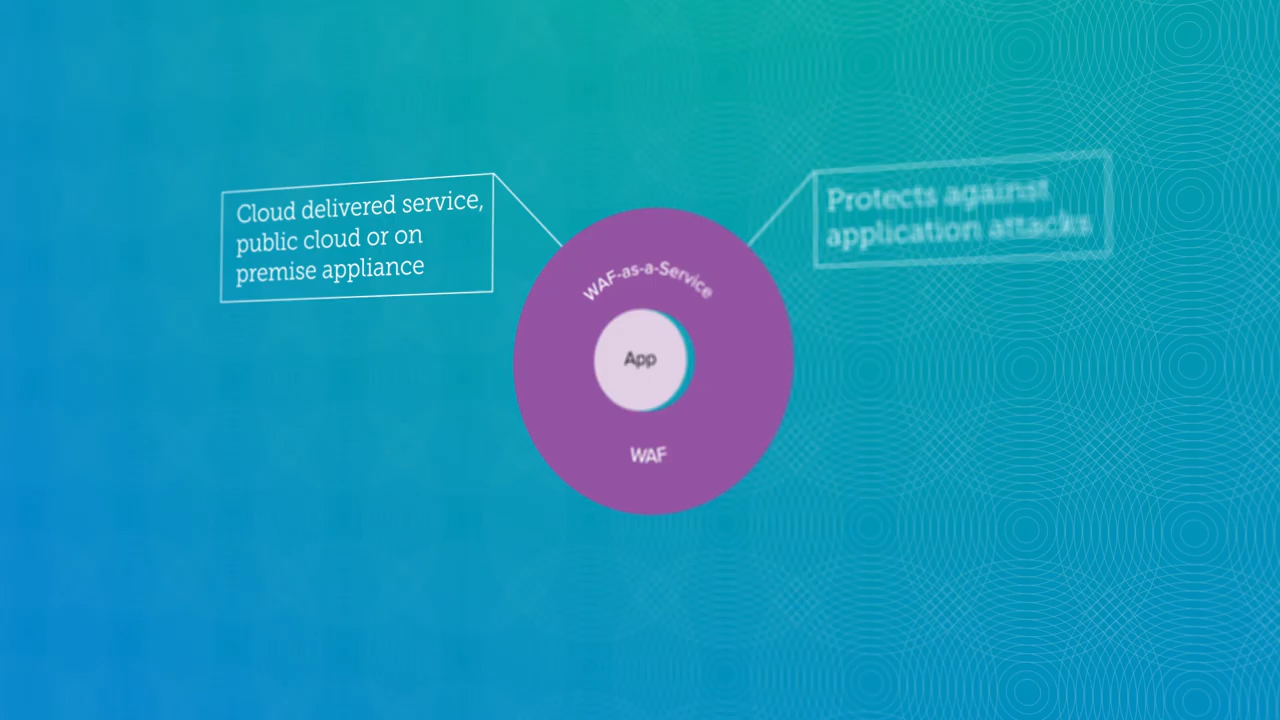 Cloud delivered service,
public cloud or on
premise appliance
Protects against
application attacks
WAF-as-a-Service
App
WAF